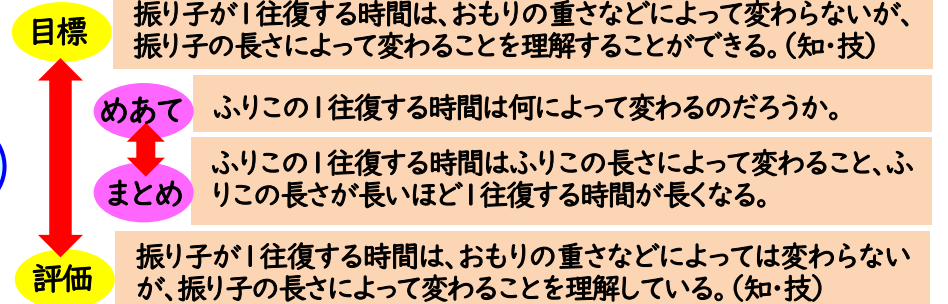 目標
振り子が1往復する時間は、おもりの重さなどによって変わらないが、
振り子の長さによって変わることを理解することができる。(知・技)
めあて
ふりこの1往復する時間は何によって変わるのだろうか。
まとめ
ふりこの1往復する時間はふりこの長さによって変わること、ふ
りこの長さが長いほど1往復する時間が長くなる。
評価
振り子が1往復する時間は、おもりの重さなどによっては変わらない
が、振り子の長さによって変わることを理解している。(知・技)